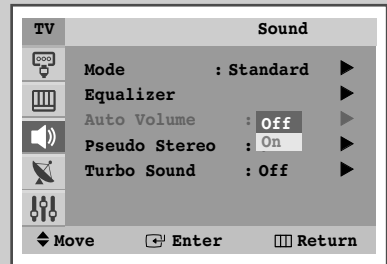 TV Sound
Mode : Standard
Equalizer
Auto Volume : Off
Pseudo Stereo : On
Turbo Sound : Off
Move Enter Return